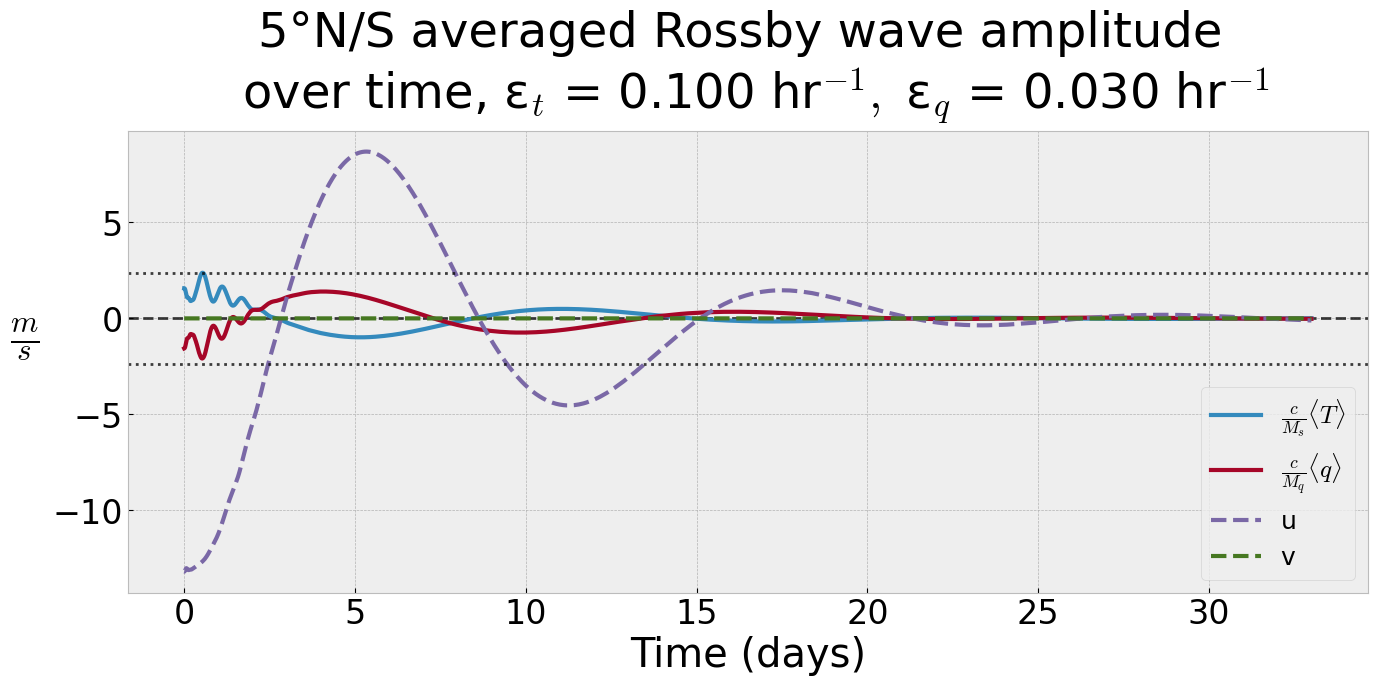 5°N/S averaged Rossby wave amplitude
over time, ε_t = 0.100 hr⁻¹, ε_q = 0.030 hr⁻¹
m/s
5
0
−5
−10
c/M_s ⟨T⟩
c/M_q ⟨q⟩
u
v
0 5 10 15 20 25 30
Time (days)